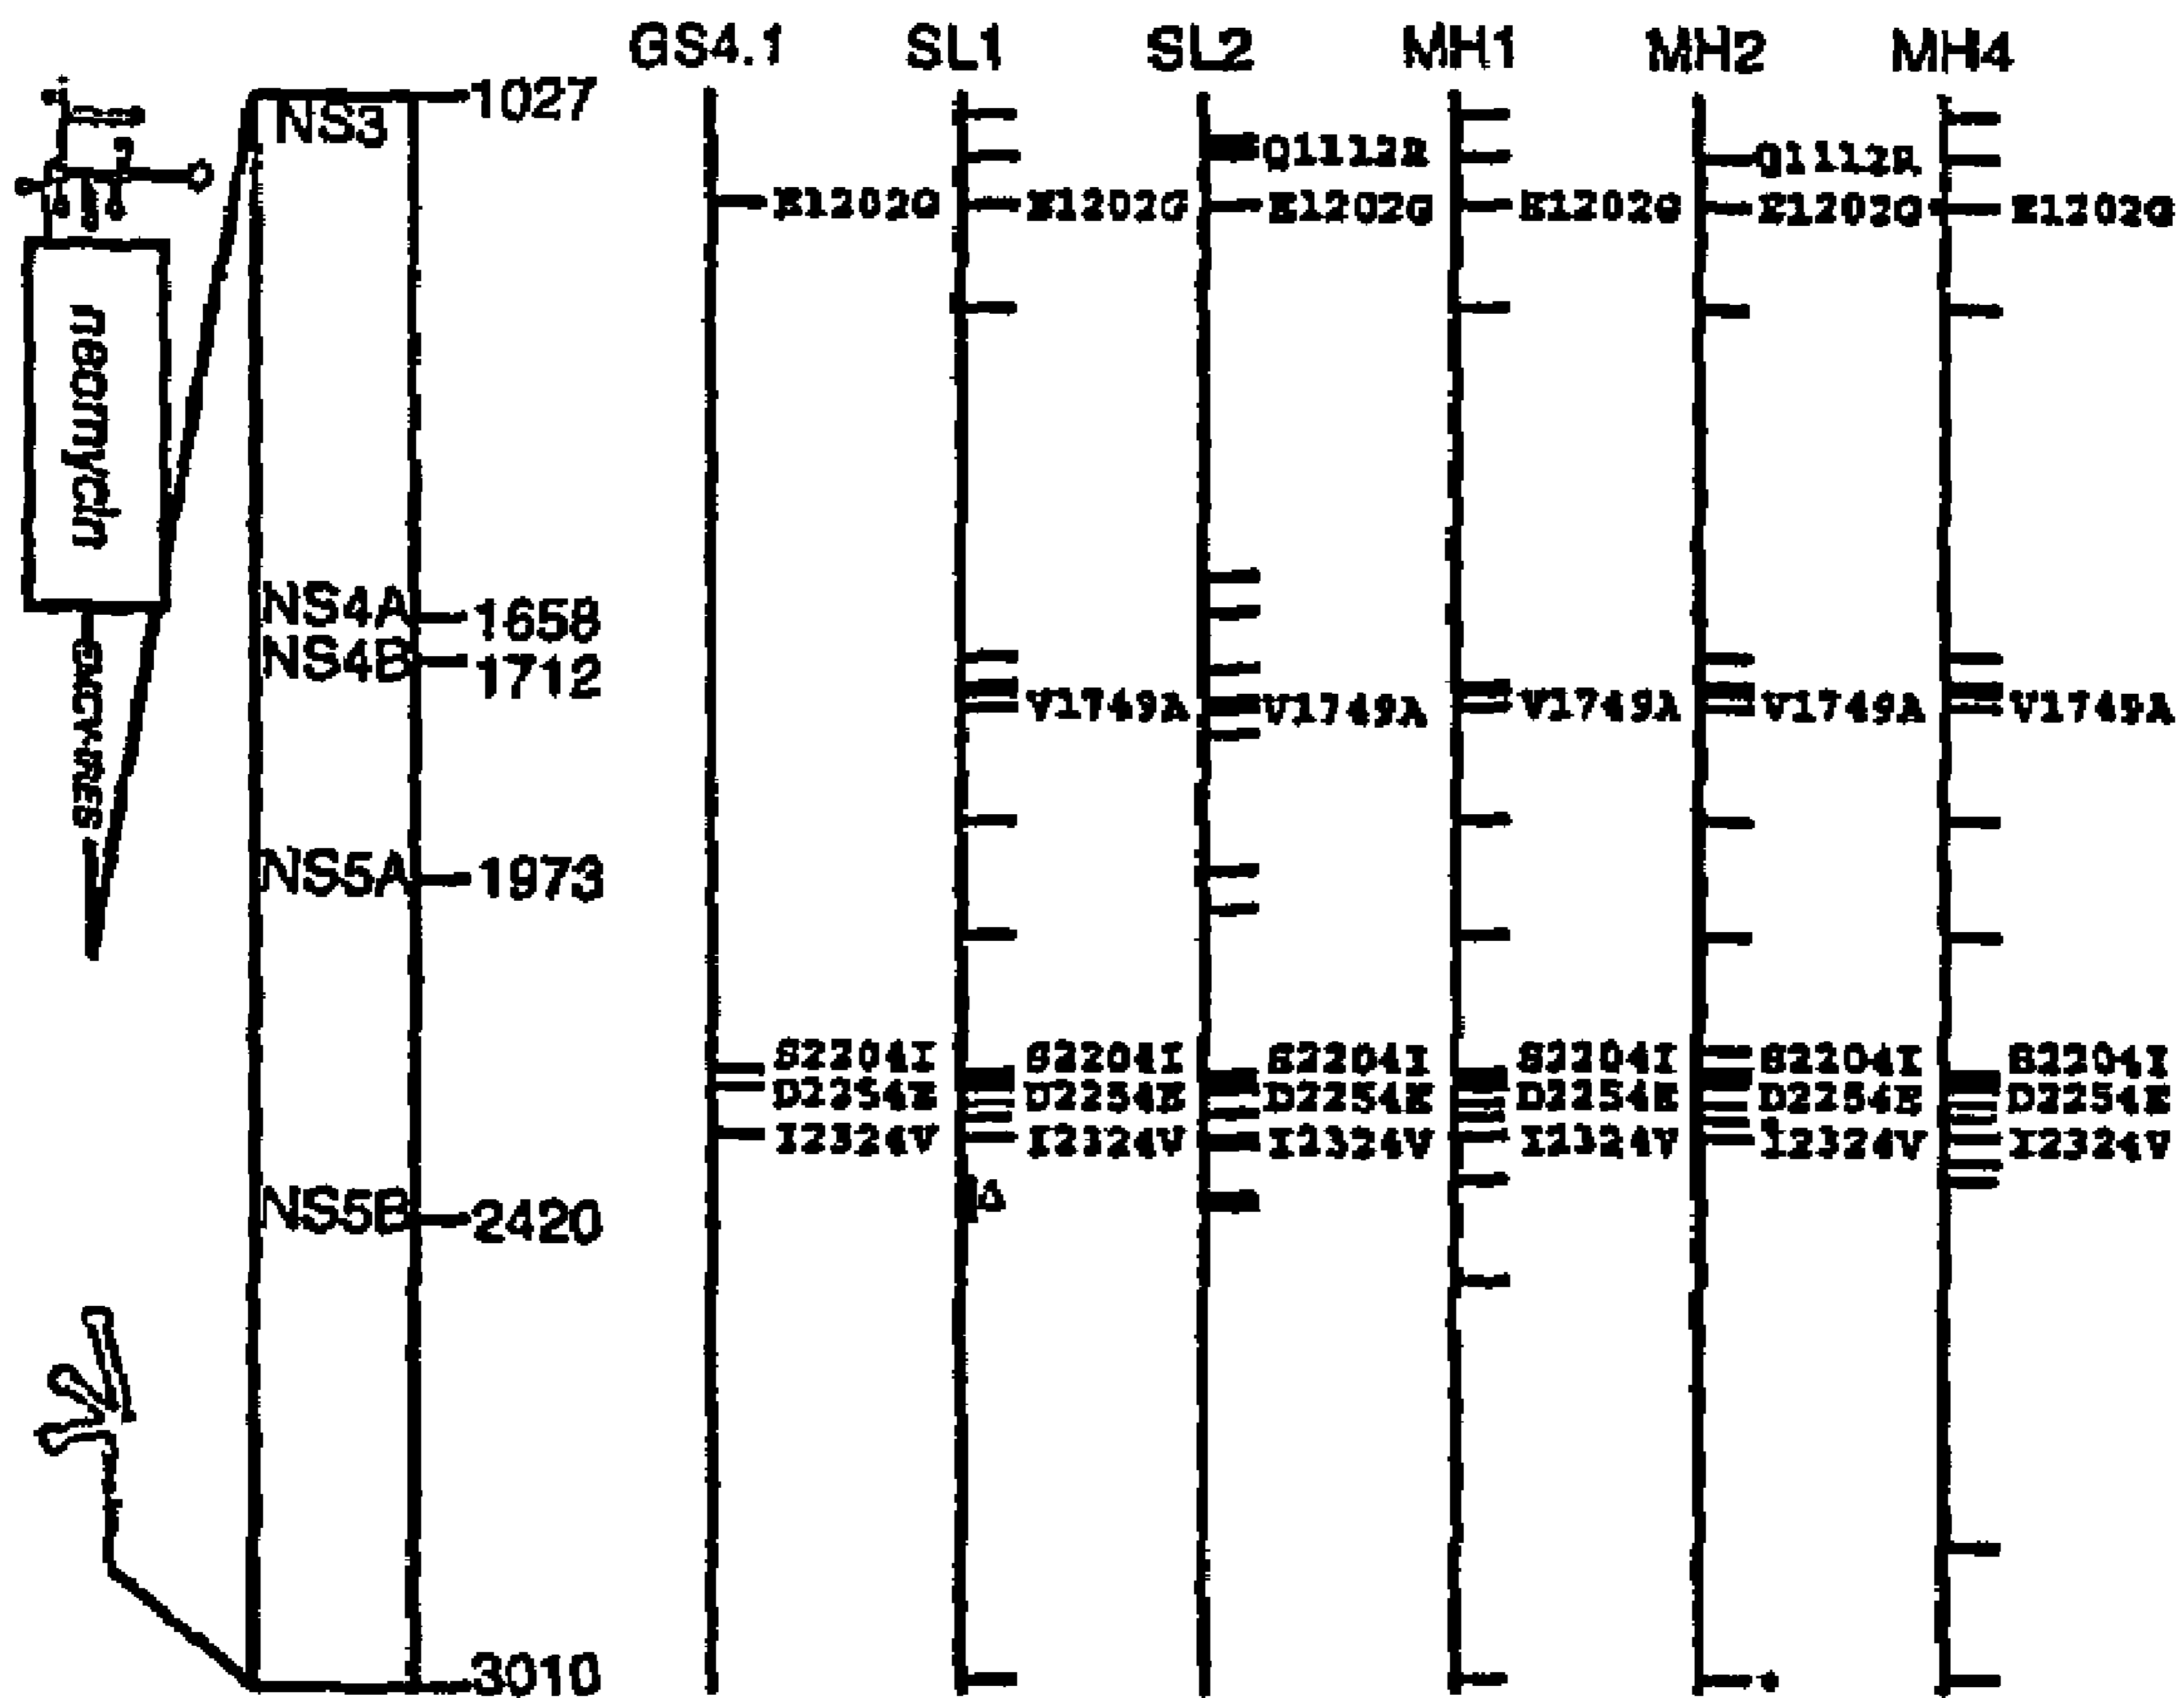 GS4.1 SL1 SL2 MH1 MH2 MH4
NS3 1027
Q1112R Q1112R
E1202G E1202G E1202G E1202G E1202G E1202G
neomycin
NS4A 1658
NS4B 1712
EMCV-IRES
V1749A V1749A V1749A V1749A V1749A
NS5A 1973
S2204I S2204I S2204I S2204I S2204I S2204I
D2254E D2254E D2254E D2254E D2254E D2254E
I2324V I2324V I2324V I2324V I2324V I2324V
Δ
NS5B 2420
3010